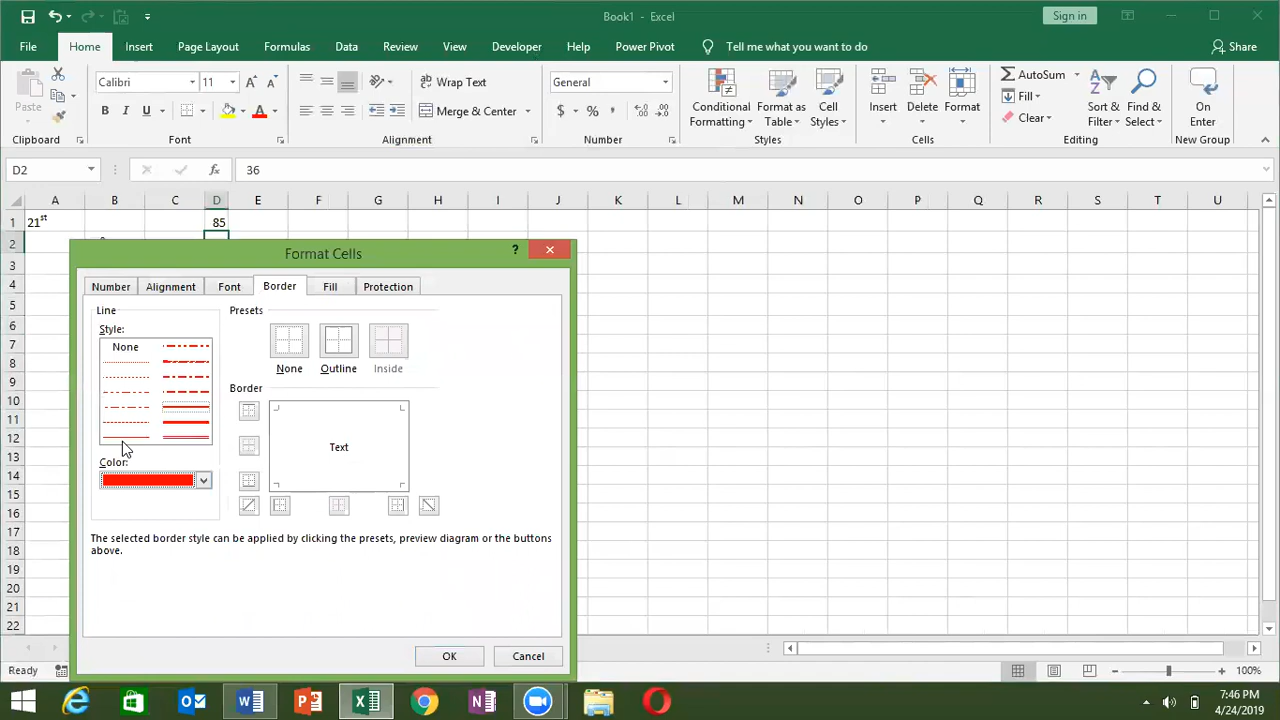 Book1 - Excel
Sign in
File Home Insert Page Layout Formulas Data Review View Developer Help Power Pivot Tell me what you want to do Share
Paste
Calibri 11
B I U
Wrap Text
Merge & Center
General
$ % ,
Conditional Formatting
Format as Table
Cell Styles
Insert
Delete
Format
AutoSum
Fill
Clear
Sort & Filter
Find & Select
On Enter
Clipboard Font Alignment Number Styles Cells Editing New Group
D2 fx 36
A B C D E F G H I J K L M N O P Q R S T U
1 21st 85
2
3
4
5
6
7
8
9
10
11
12
13
14
15
16
17
18
19
20
21
22
Format Cells
?
Number Alignment Font Border Fill Protection
Line
Style:
None
Color:
Presets
None Outline Inside
Border
Text
The selected border style can be applied by clicking the presets, preview diagram or the buttons
above.
OK Cancel
Ready
100%
7:46 PM
4/24/2019